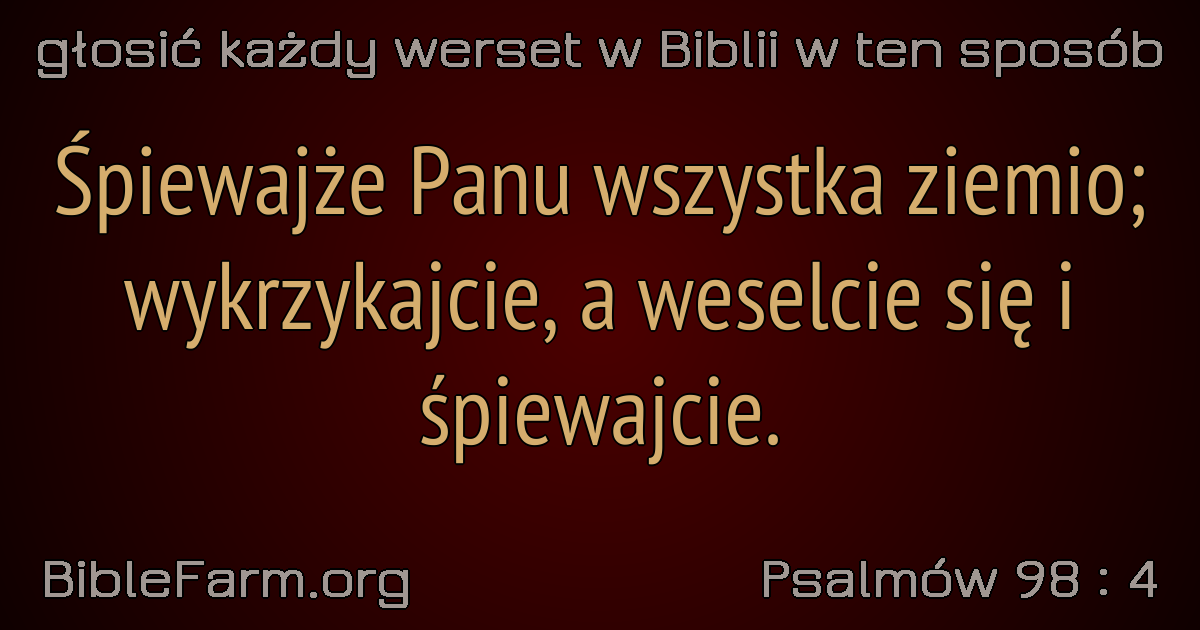 głosić każdy werset w Biblii w ten sposób
Śpiewajże Panu wszystka ziemio;
wykrzykajcie, a weselcie się i
śpiewajcie.
BibleFarm.org
Psalmów 98 : 4